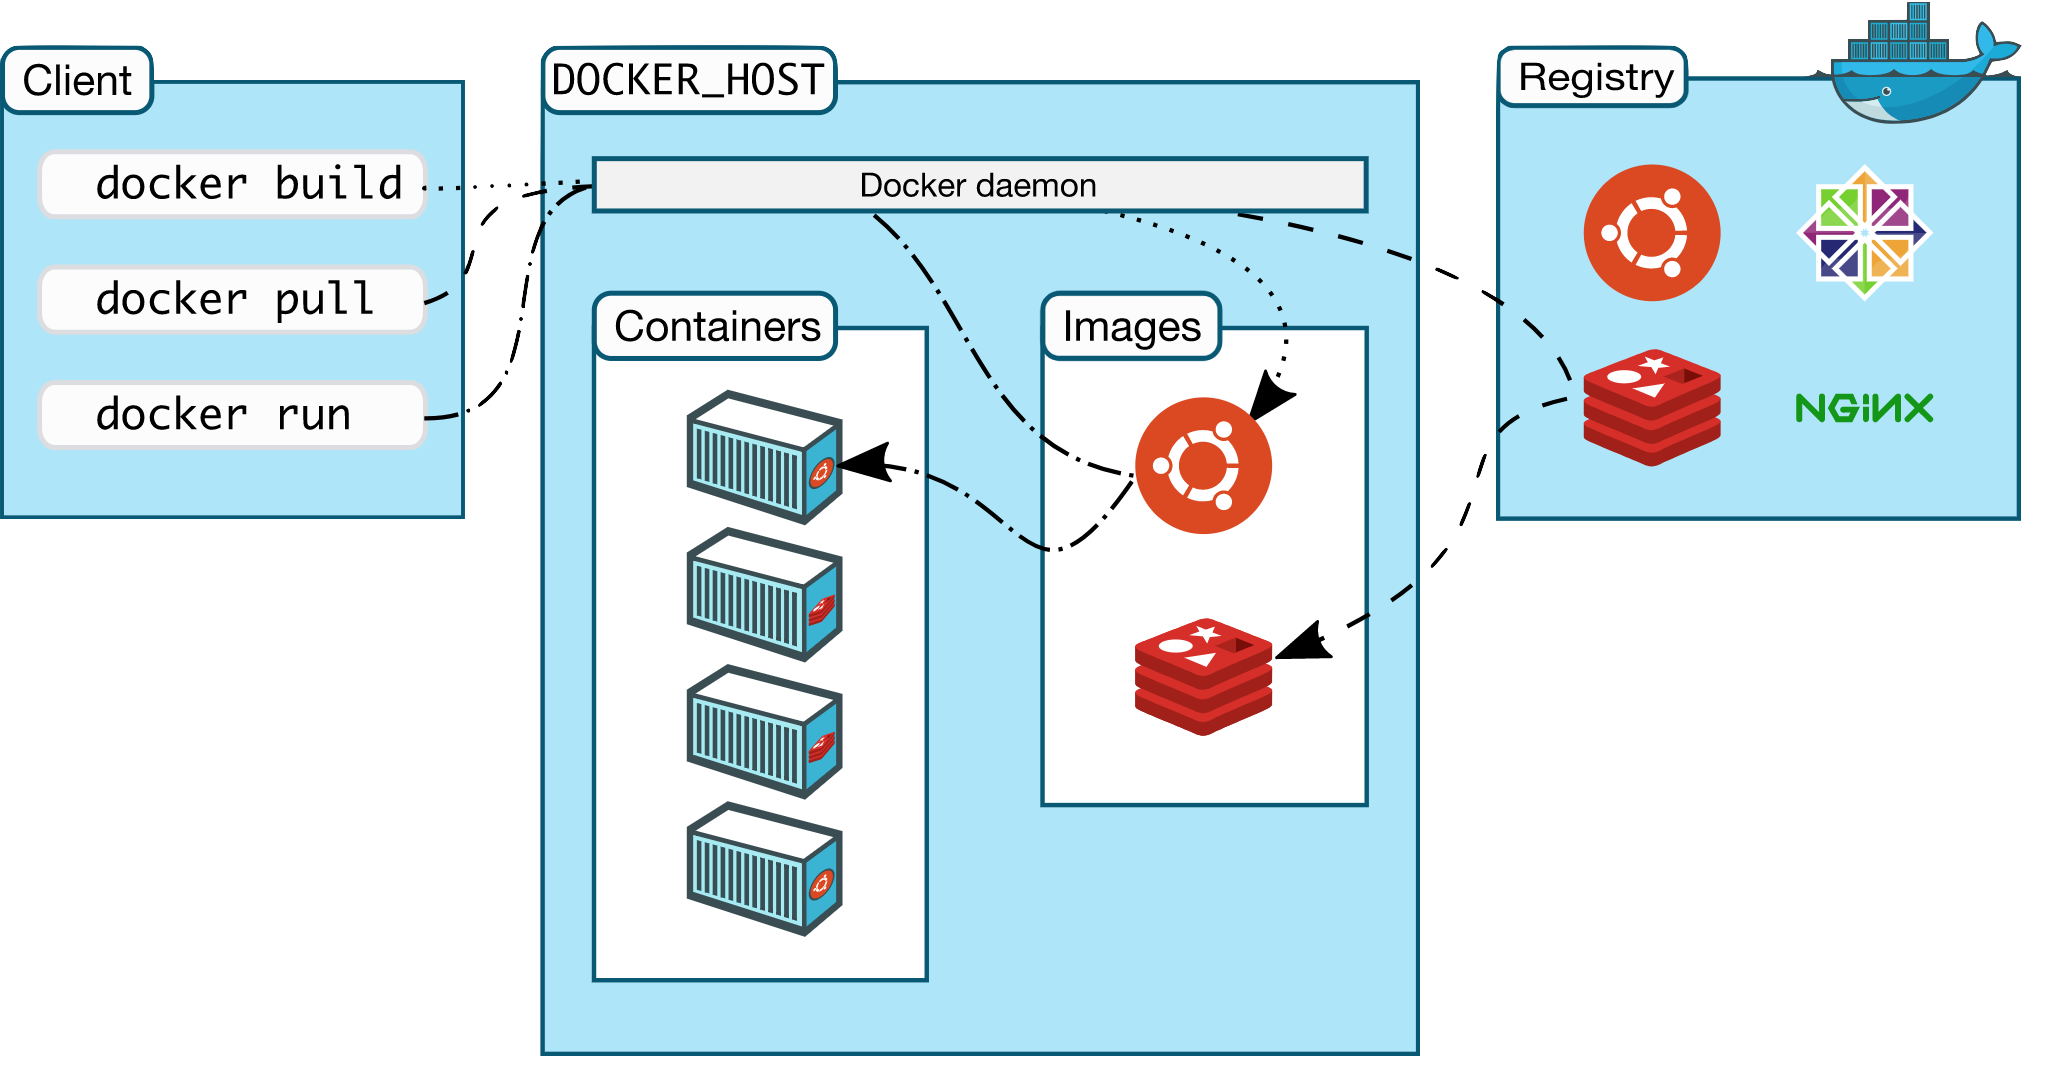 Client
docker build
docker pull
docker run
DOCKER_HOST
Docker daemon
Containers
Images
Registry
NGiNX